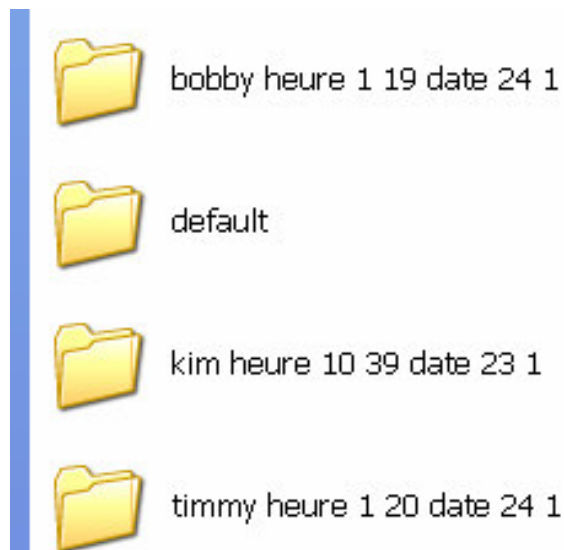 bobby heure 1 19 date 24 1
default
kim heure 10 39 date 23 1
timmy heure 1 20 date 24 1